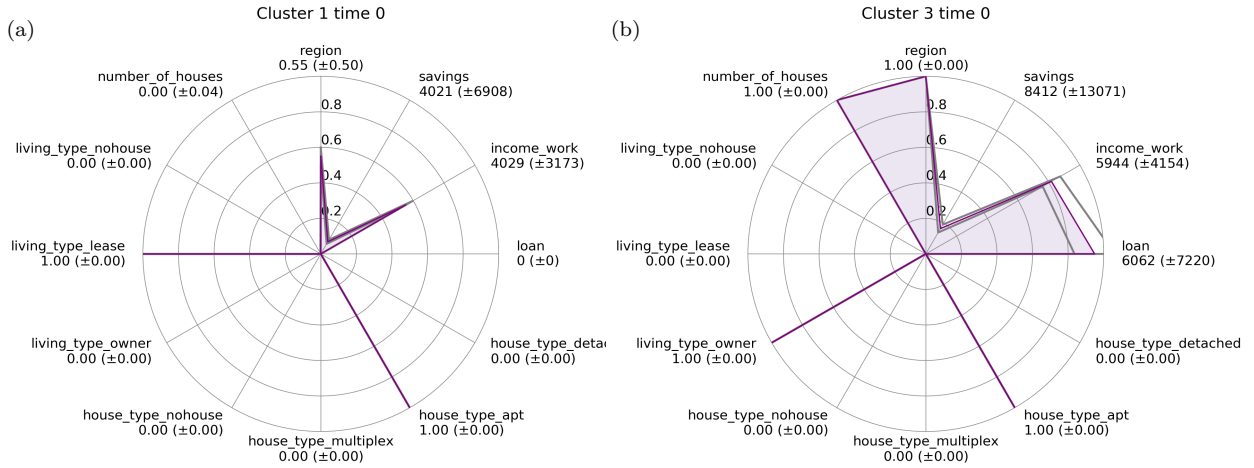 (a)
Cluster 1 time 0
region
0.55 (±0.50)
savings
4021 (±6908)
number_of_houses
0.00 (±0.04)
income_work
4029 (±3173)
living_type_nohouse
0.00 (±0.00)
0.8
0.6
0.4
0.2
loan
0 (±0)
living_type_lease
1.00 (±0.00)
house_type_detac
living_type_owner
0.00 (±0.00)
0.00 (±0.00)
house_type_nohouse
0.00 (±0.00)
house_type_apt
1.00 (±0.00)
house_type_multiplex
0.00 (±0.00)
(b)
Cluster 3 time 0
region
1.00 (±0.00)
savings
8412 (±13071)
number_of_houses
1.00 (±0.00)
income_work
5944 (±4154)
living_type_nohouse
0.00 (±0.00)
0.8
0.6
0.4
0.2
loan
6062 (±7220)
living_type_lease
0.00 (±0.00)
house_type_detached
0.00 (±0.00)
living_type_owner
1.00 (±0.00)
house_type_nohouse
0.00 (±0.00)
house_type_apt
1.00 (±0.00)
house_type_multiplex
0.00 (±0.00)